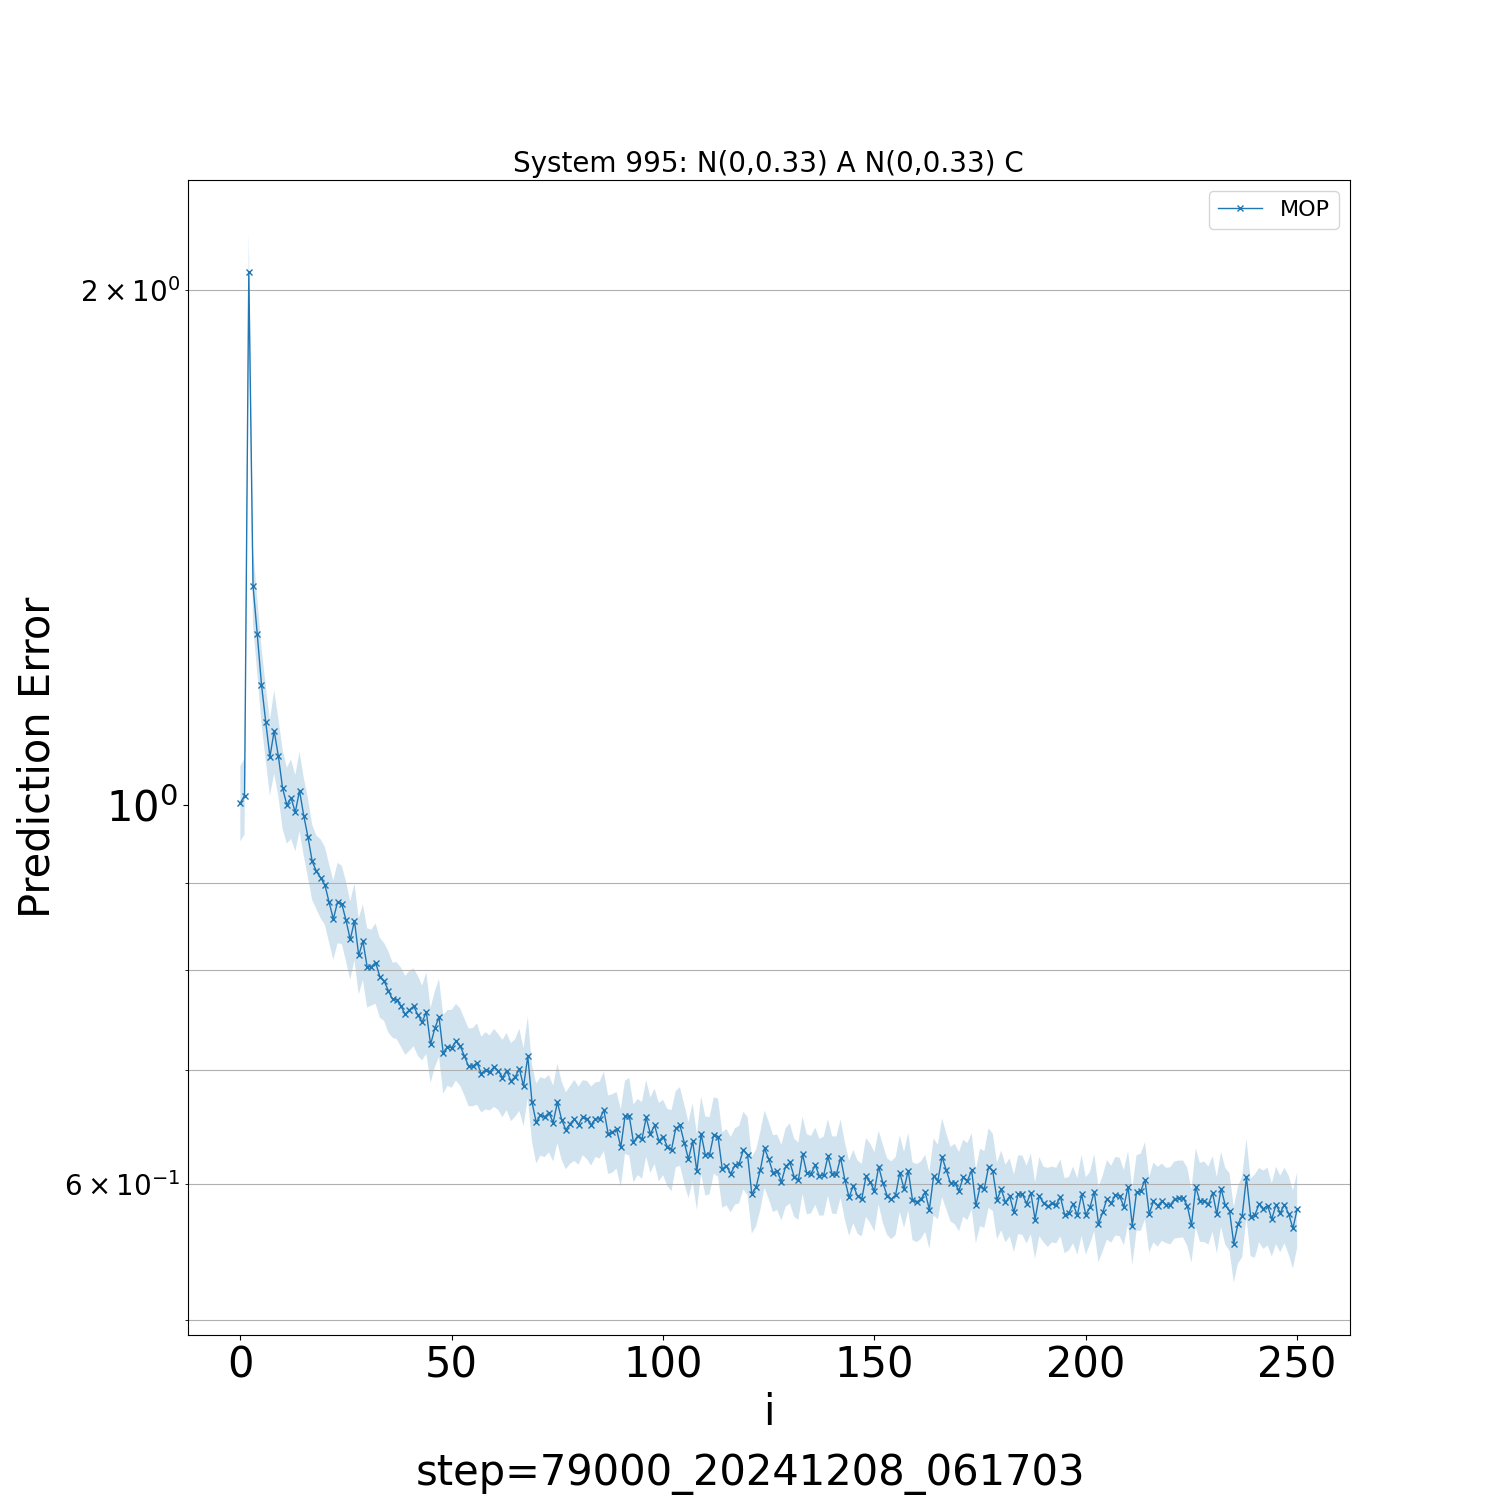 System 995: N(0,0.33) A N(0,0.33) C
MOP
2 × 10⁰
10⁰
6 × 10⁻¹
Prediction Error
0 50 100 150 200 250
i
step=79000_20241208_061703